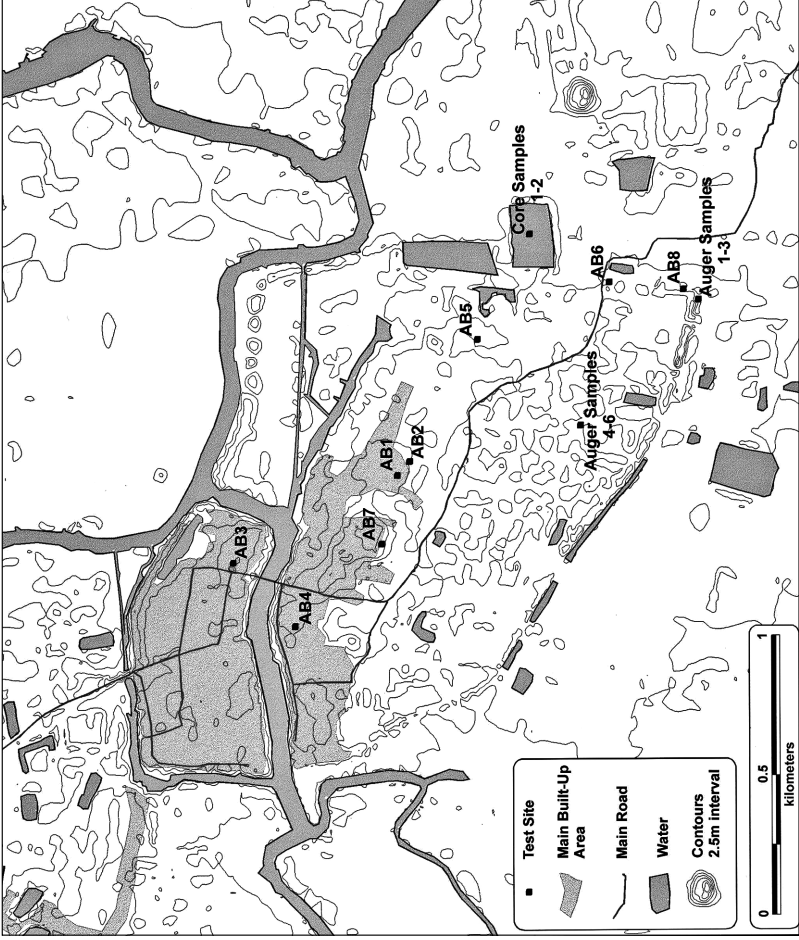 AB3
AB4
AB7
AB1
AB2
AB5
Core Samples
1-2
AB6
AB8
Auger Samples
1-3
Auger Samples
4-6
Test Site
Main Built-Up
Area
Main Road
Water
Contours
2.5m interval
0
0.5
1
kilometers